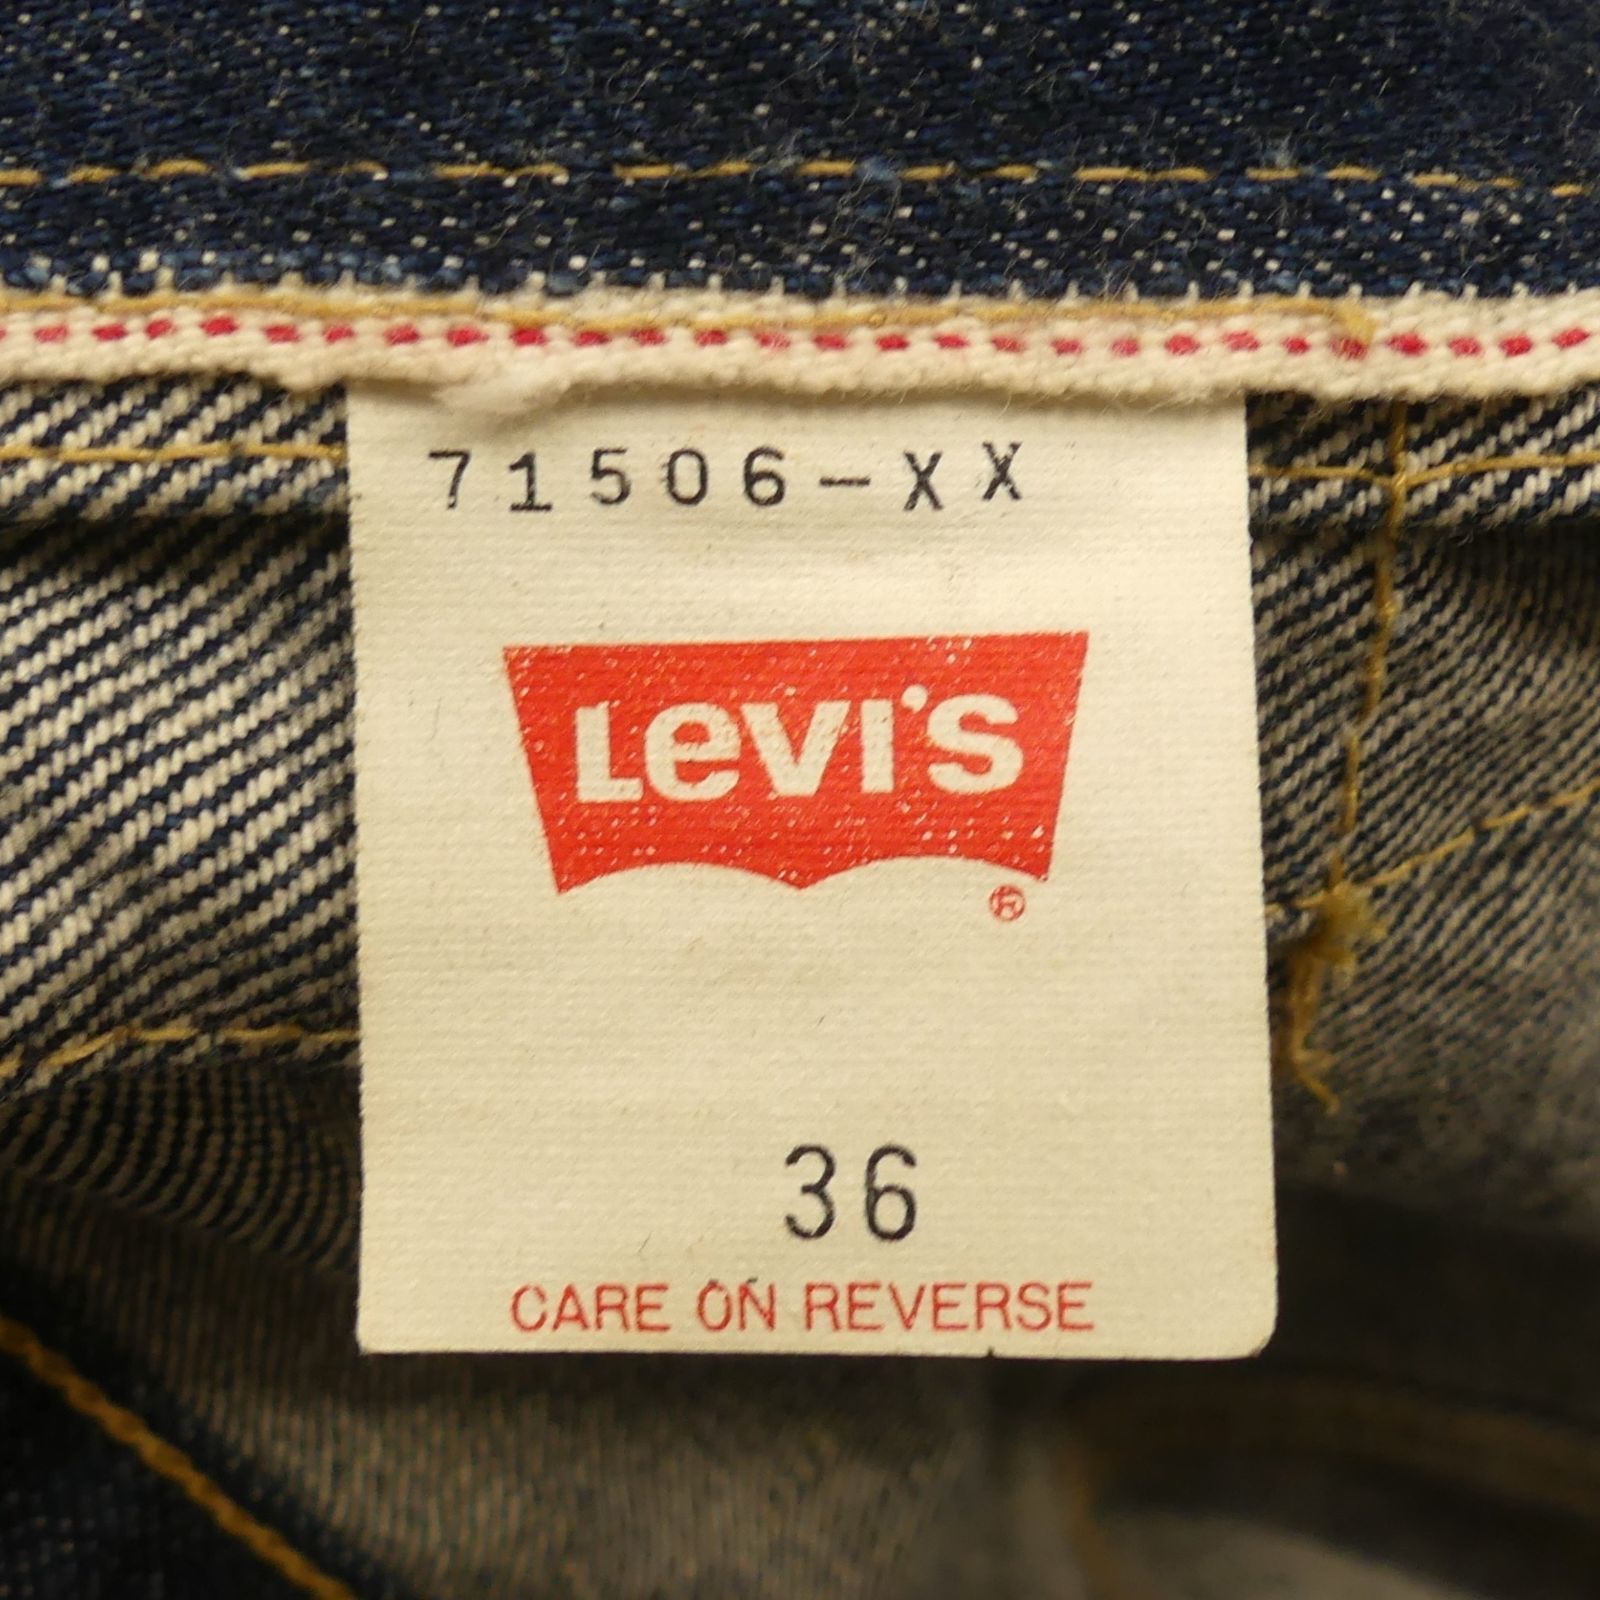 71506-XX
Levi's
®
36
CARE ON REVERSE